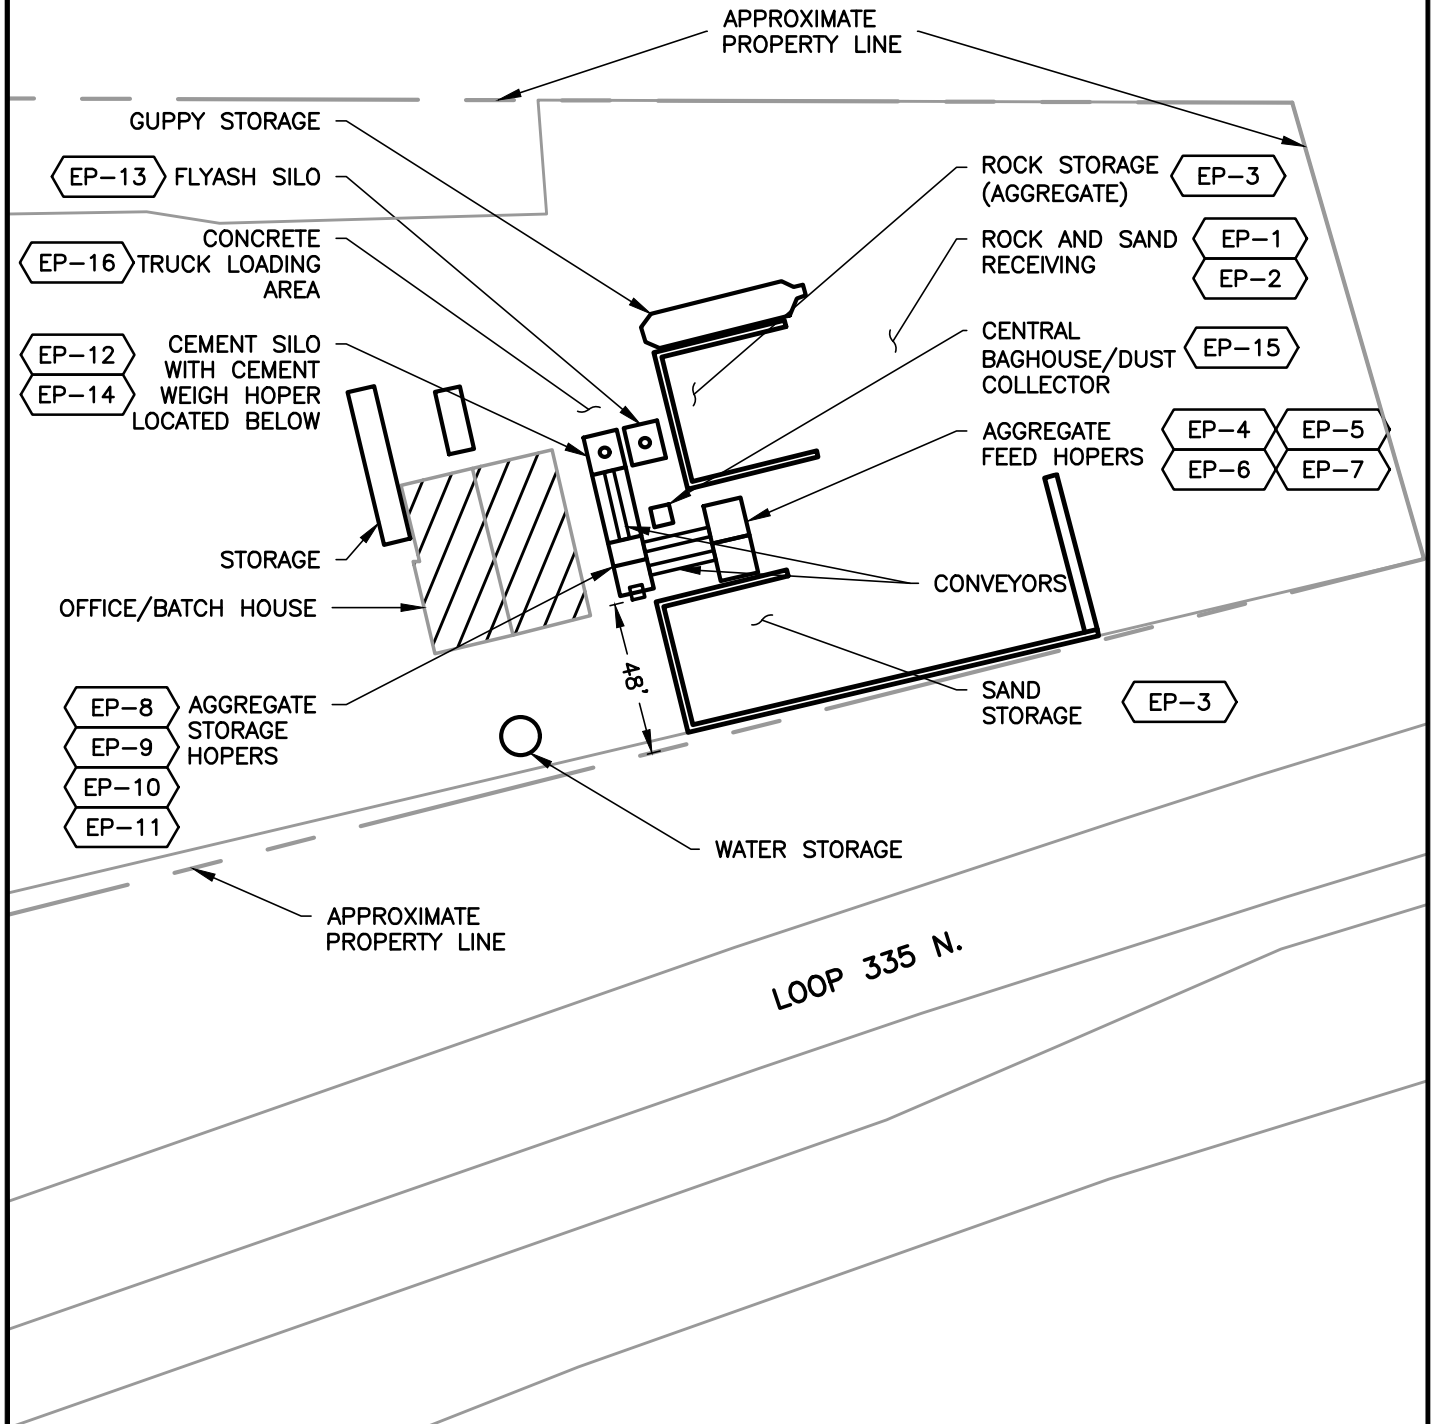 APPROXIMATE
PROPERTY LINE
GUPPY STORAGE
EP-13 FLYASH SILO
CONCRETE
EP-16 TRUCK LOADING
AREA
EP-12
EP-14
CEMENT SILO
WITH CEMENT
WEIGH HOPER
LOCATED BELOW
STORAGE
OFFICE/BATCH HOUSE
EP-8
EP-9
EP-10
EP-11
AGGREGATE
STORAGE
HOPERS
ROCK STORAGE
(AGGREGATE)
EP-3
ROCK AND SAND
RECEIVING
EP-1
EP-2
CENTRAL
BAGHOUSE/DUST
COLLECTOR
EP-15
AGGREGATE
FEED HOPERS
EP-4 EP-5
EP-6 EP-7
CONVEYORS
48'
SAND
STORAGE
EP-3
WATER STORAGE
APPROXIMATE
PROPERTY LINE
LOOP 335 N.